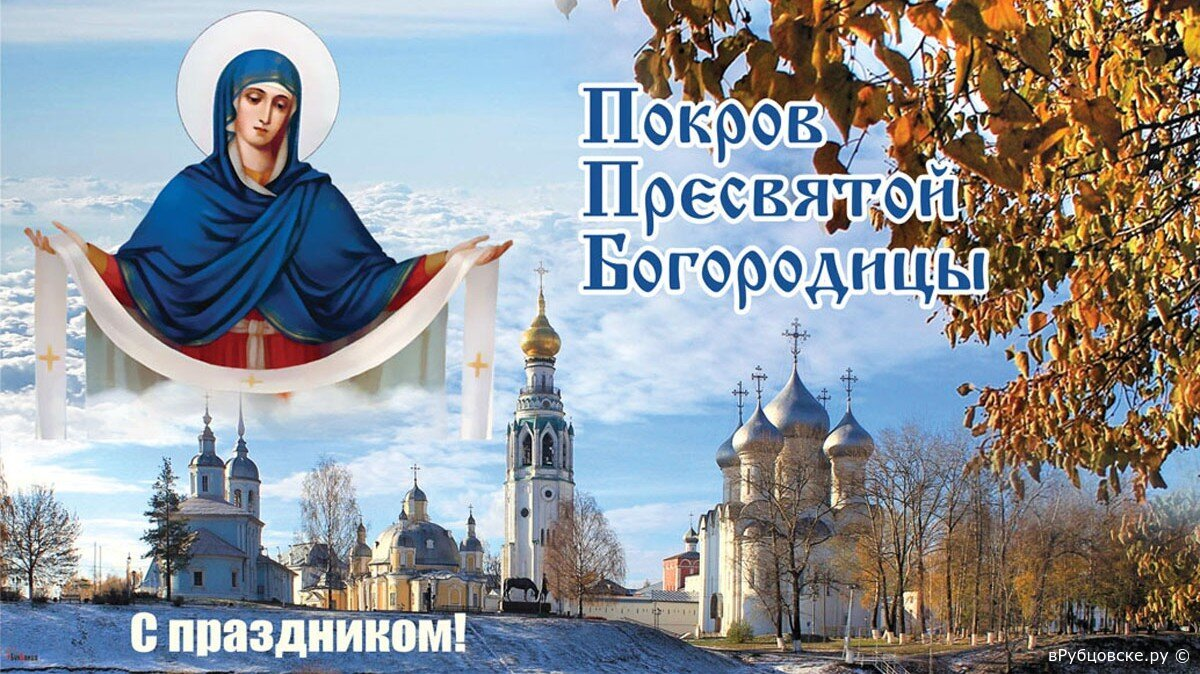 Покров
Пресвятой
Богородицы
С праздником!
вРубцовске.ру ©